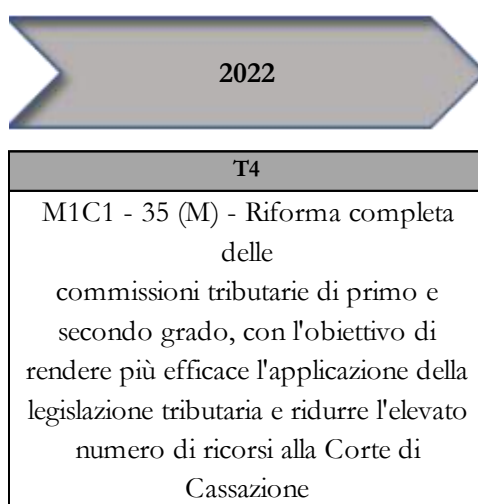 2022
T4
M1C1 - 35 (M) - Riforma completa
delle
commissioni tributarie di primo e
secondo grado, con l'obiettivo di
rendere più efficace l'applicazione della
legislazione tributaria e ridurre l'elevato
numero di ricorsi alla Corte di
Cassazione